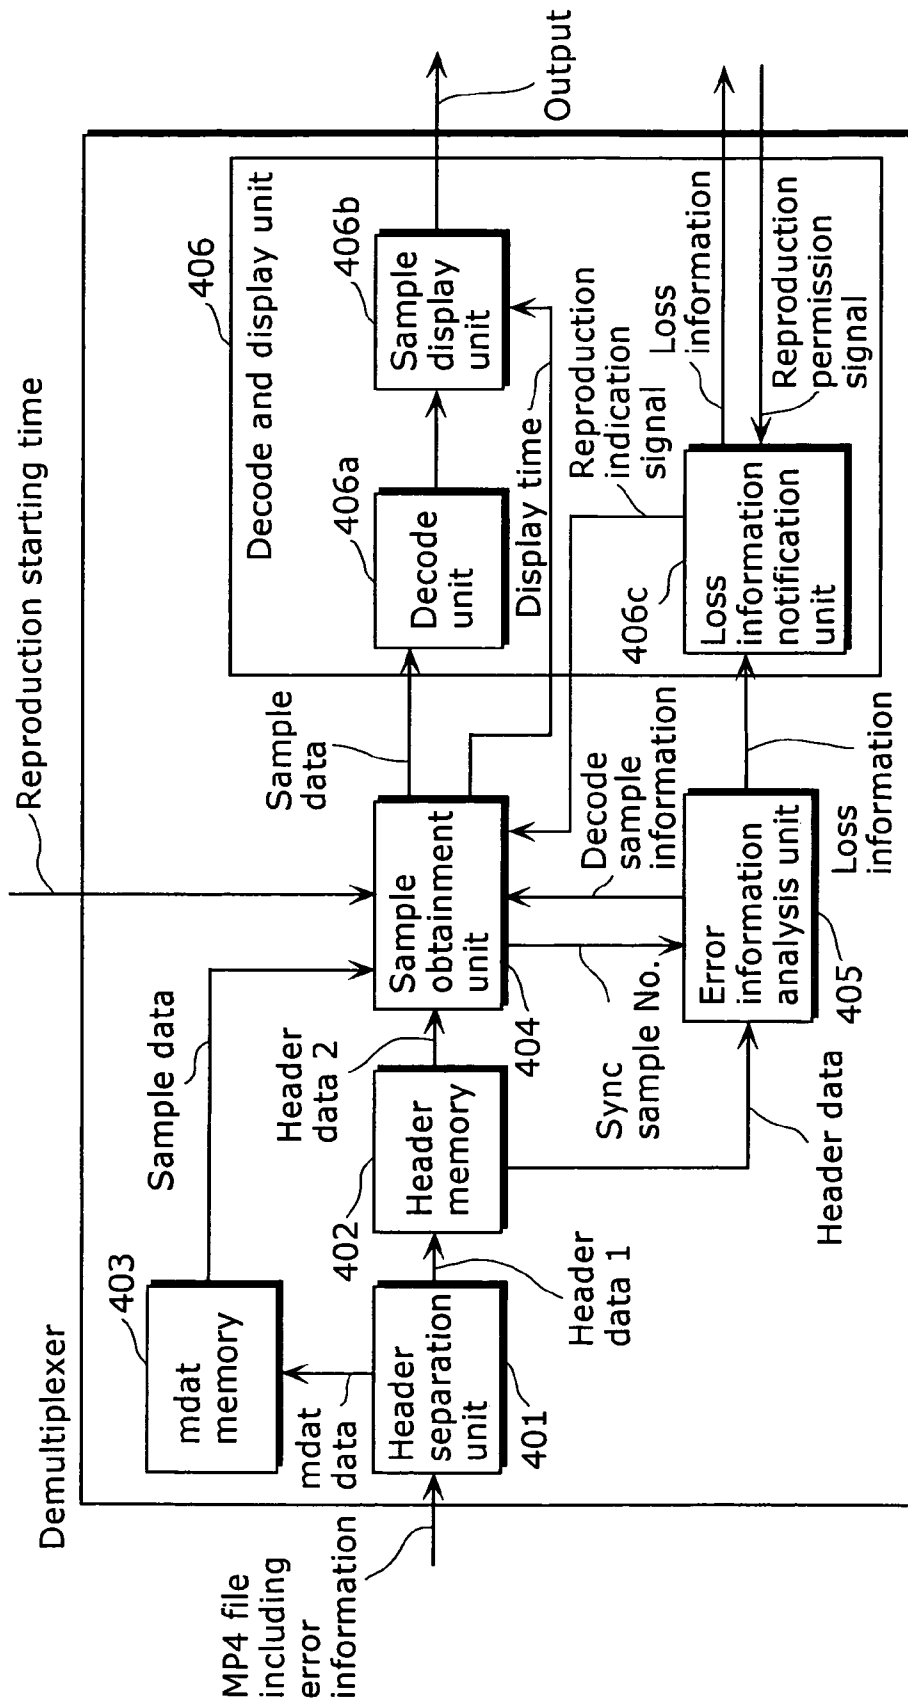 Demultiplexer
Reproduction starting time
MP4 file
including
error
information
mdat
memory
403
mdat
data
Header
separation
unit
401
Header
data 1
402
Header
memory
Header
data 2
Sample data
Sample
obtainment
unit
404
Sync
sample No.
Decode
sample
information
Header data
Error
information
analysis unit
405
Loss
information
Sample
data
406
Decode and display unit
406a
Decode
unit
406b
Sample
display
unit
Display time
Output
Reproduction
indication
signal
406c
Loss
information
notification
unit
Loss
information
Reproduction
permission
signal